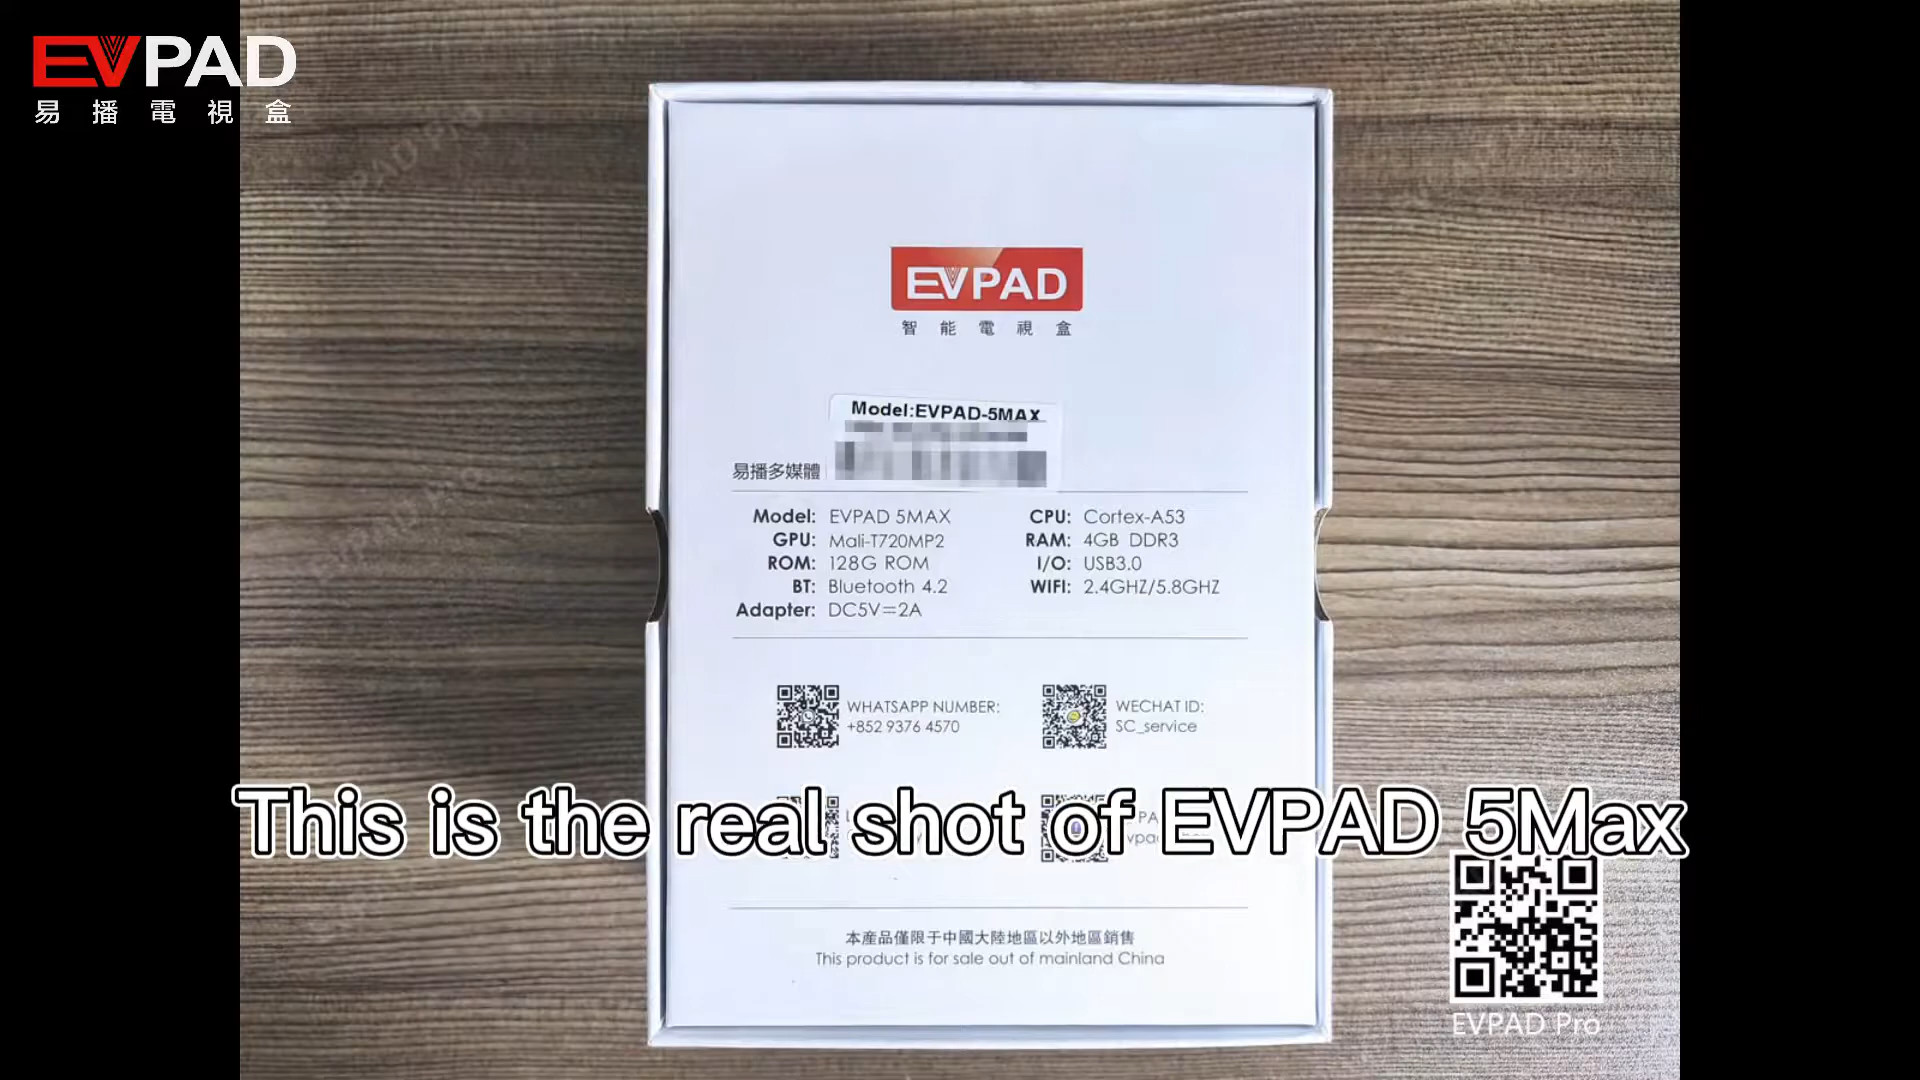 EVPAD
易播電視盒
EVPAD
智能電視盒
Model:EVPAD-5MAX
易播多媒體
Model: EVPAD 5MAX
CPU: Cortex-A53
GPU: Mali-T720MP2
RAM: 4GB DDR3
ROM: 128G ROM
I/O: USB3.0
BT: Bluetooth 4.2
WIFI: 2.4GHZ/5.8GHZ
Adapter: DC5V=2A
WHATSAPP NUMBER:
+852 9376 4570
WECHAT ID:
SC_service
This is the real shot of EVPAD 5Max
本産品僅限于中國大陸地區以外地區銷售
This product is for sale out of mainland China
EVPAD Pro